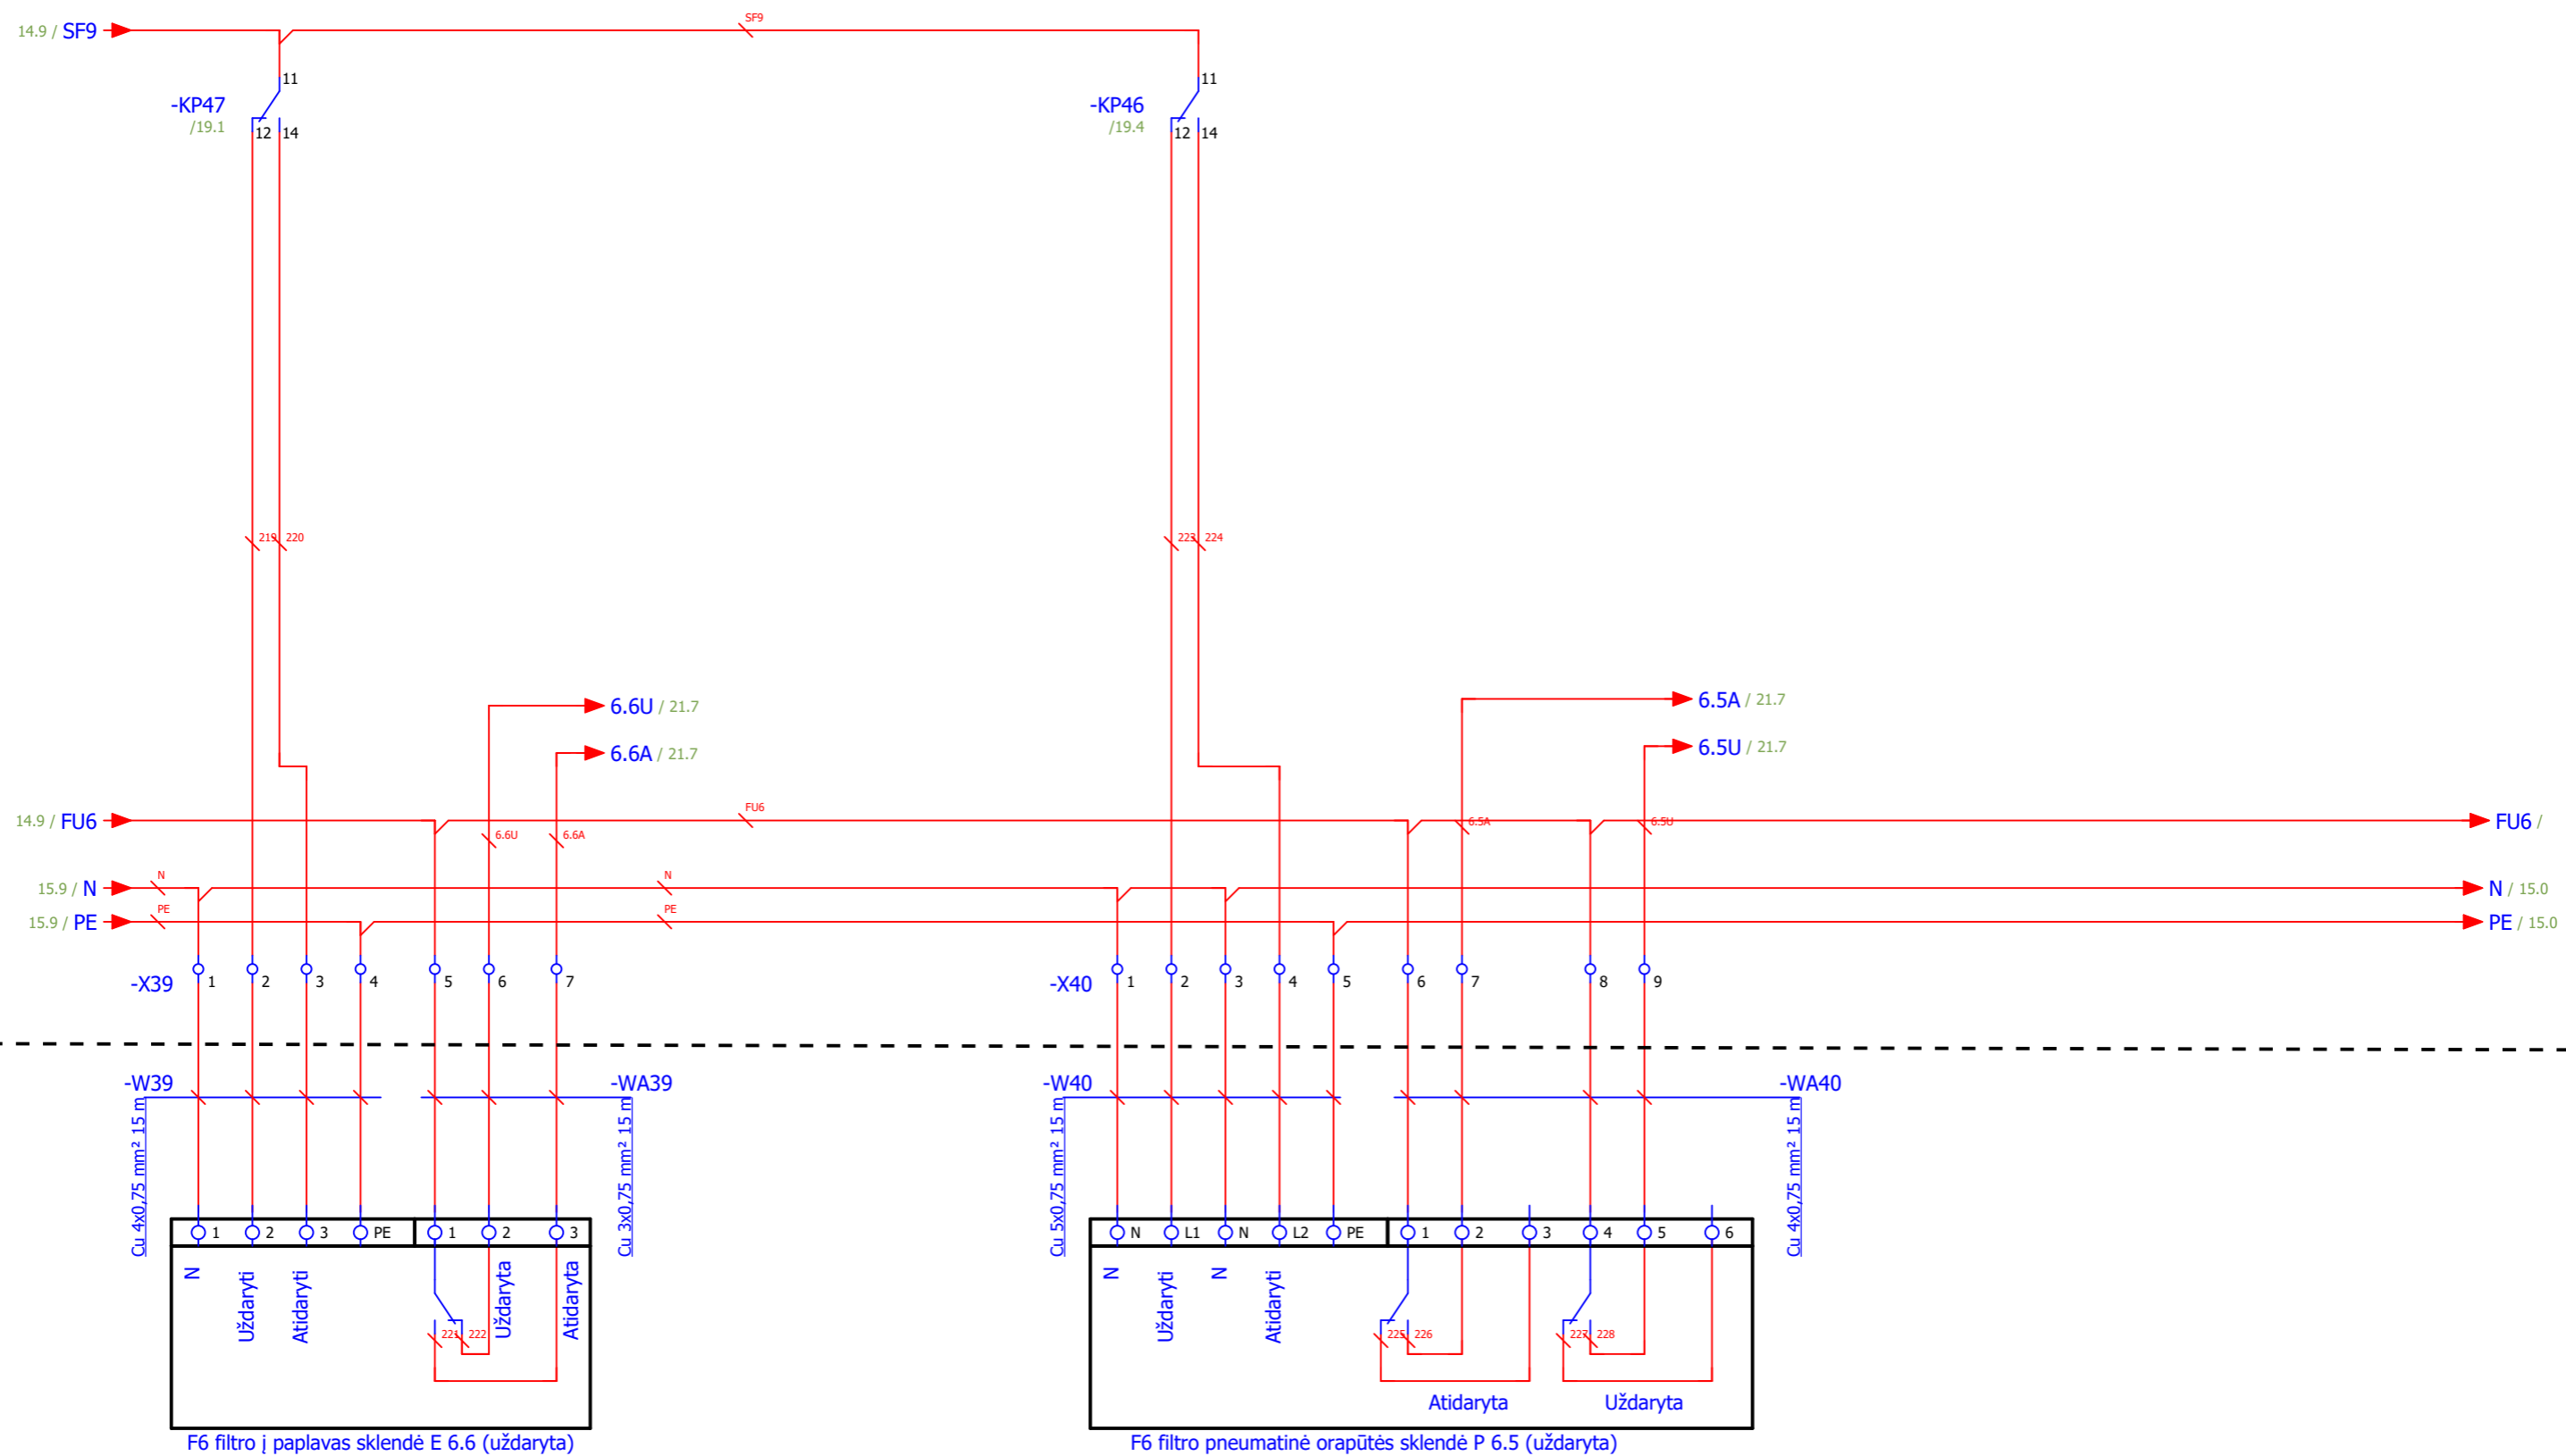 14.9 / SF9
SF9
11
-KP47
/19.1
12
14
11
-KP46
/19.4
12
14
219
220
223
224
6.6U / 21.7
6.6A / 21.7
6.5A / 21.7
6.5U / 21.7
14.9 / FU6
FU6
6.6U
6.6A
6.5A
6.5U
FU6 /
15.9 / N
N
N
N / 15.0
15.9 / PE
PE
PE
PE / 15.0
-X39
1
2
3
4
5
6
7
-X40
1
2
3
4
5
6
7
8
9
-W39
Cu 4x0,75 mm² 15 m
-WA39
Cu 3x0,75 mm² 15 m
-W40
Cu 5x0,75 mm² 15 m
-WA40
Cu 4x0,75 mm² 15 m
1
2
3
PE
1
2
3
N
Uždaryti
Atidaryti
Uždaryta
Atidaryta
221
222
F6 filtro į paplavas sklendė E 6.6 (uždaryta)
N
L1
N
L2
PE
1
2
3
4
5
6
N
Uždaryti
N
Atidaryti
225
226
227
228
Atidaryta
Uždaryta
F6 filtro pneumatinė orapūtės sklendė P 6.5 (uždaryta)